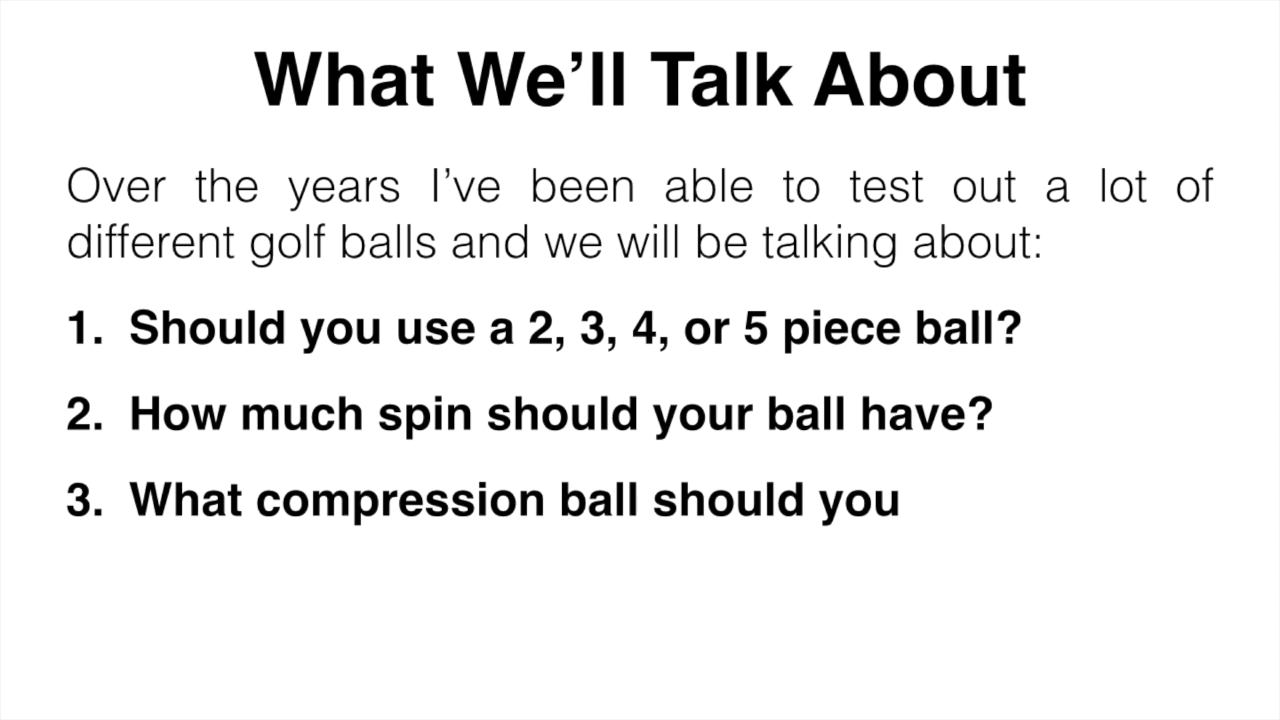 What We’ll Talk About
Over the years I’ve been able to test out a lot of
different golf balls and we will be talking about:
1. Should you use a 2, 3, 4, or 5 piece ball?
2. How much spin should your ball have?
3. What compression ball should you